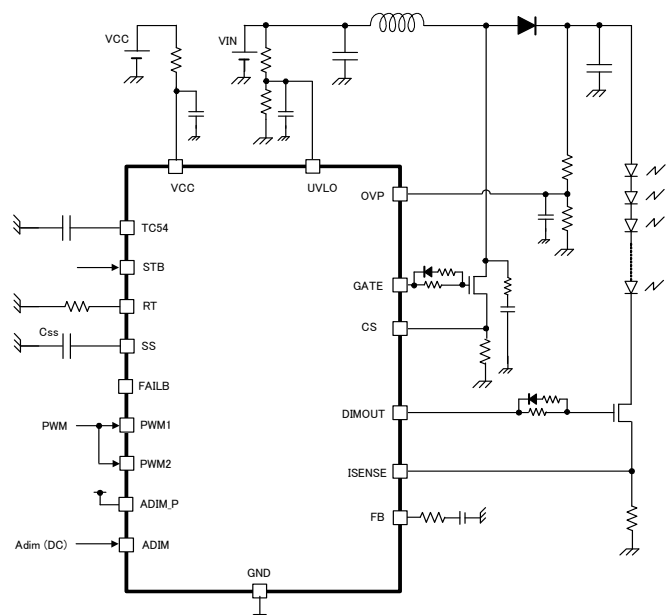 VCC
VIN
VCC
UVLO
OVP
TC54
STB
GATE
RT
CS
Css
SS
FAILB
DIMOUT
PWM
PWM1
PWM2
ISENSE
ADIM_P
FB
Adim (DC)
ADIM
GND